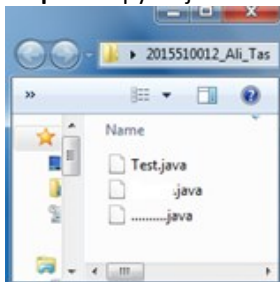 2015510012_Ali_Tas
Name
Test.java
.java
..........java